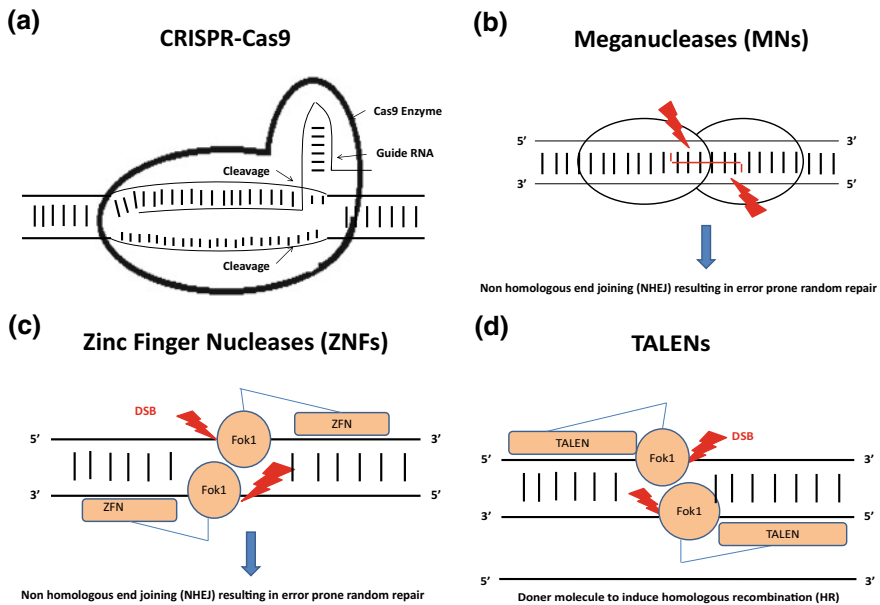 (a)
CRISPR-Cas9
Cas9 Enzyme
Guide RNA
Cleavage
Cleavage
(b)
Meganucleases (MNs)
5’ 3’
3’ 5’
Non homologous end joining (NHEJ) resulting in error prone random repair
(c)
Zinc Finger Nucleases (ZNFs)
DSB
ZFN
5’ Fok1 3’
Fok1
3’ 5’
ZFN
Non homologous end joining (NHEJ) resulting in error prone random repair
(d)
TALENs
TALEN DSB
5’ Fok1 3’
Fok1
3’ 3’
TALEN
5’ 3’
Doner molecule to induce homologous recombination (HR)